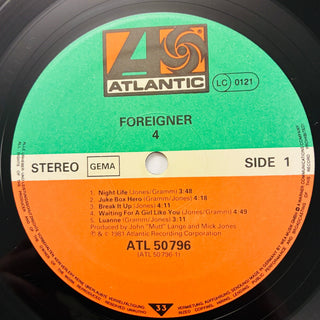 ATLANTIC
LC 0121
FOREIGNER
4
STEREO GEMA SIDE 1
1. Night Life (Jones/Gramm) 3:48
2. Juke Box Hero (Jones/Gramm) 4:18
3. Break It Up (Jones) 4:11
4. Waiting For A Girl Like You (Jones/Gramm) 4:49
5. Luanne (Jones/Gramm) 3:11
Produced by John "Mutt" Lange and Mick Jones
℗ & © 1981 Atlantic Recording Corporation
ATL 50796
(ATL 50796-1)
33